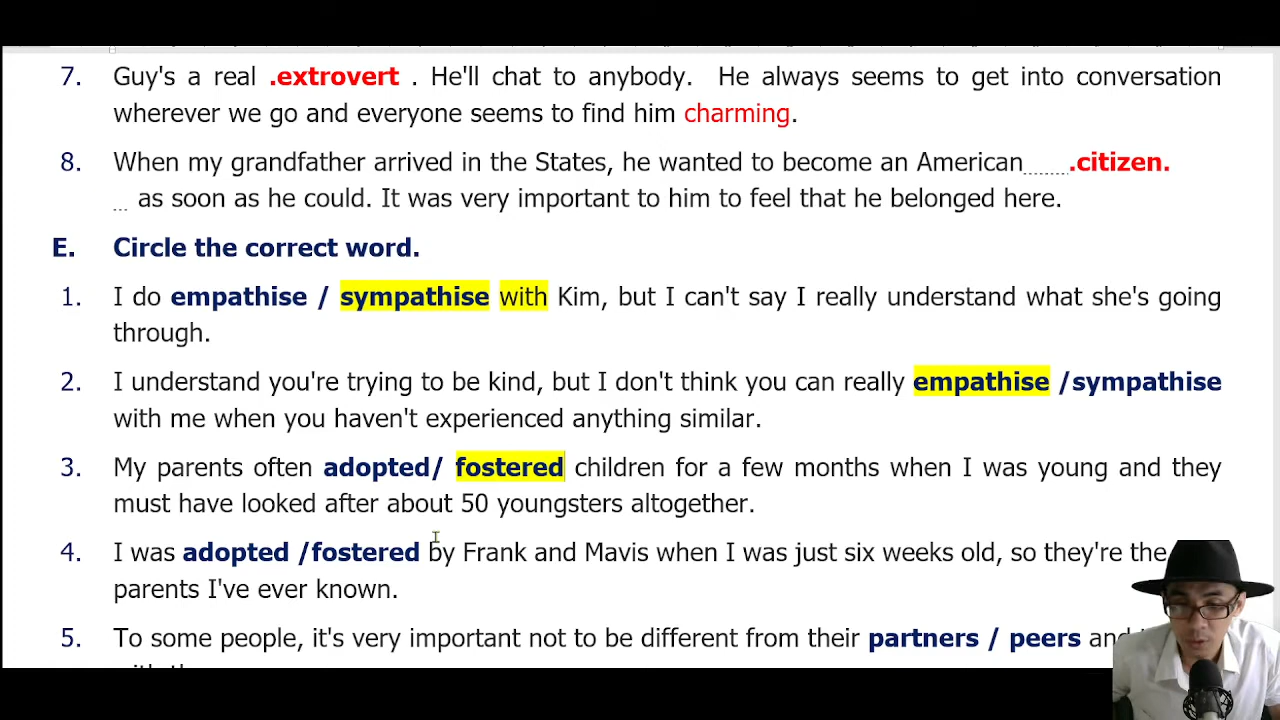 7. Guy's a real .extrovert . He'll chat to anybody. He always seems to get into conversation
wherever we go and everyone seems to find him charming.
8. When my grandfather arrived in the States, he wanted to become an American.......citizen.
... as soon as he could. It was very important to him to feel that he belonged here.
E. Circle the correct word.
1. I do empathise / sympathise with Kim, but I can't say I really understand what she's going
through.
2. I understand you're trying to be kind, but I don't think you can really empathise /sympathise
with me when you haven't experienced anything similar.
3. My parents often adopted/ fostered children for a few months when I was young and they
must have looked after about 50 youngsters altogether.
4. I was adopted /fostered by Frank and Mavis when I was just six weeks old, so they're the
parents I've ever known.
5. To some people, it's very important not to be different from their partners / peers and